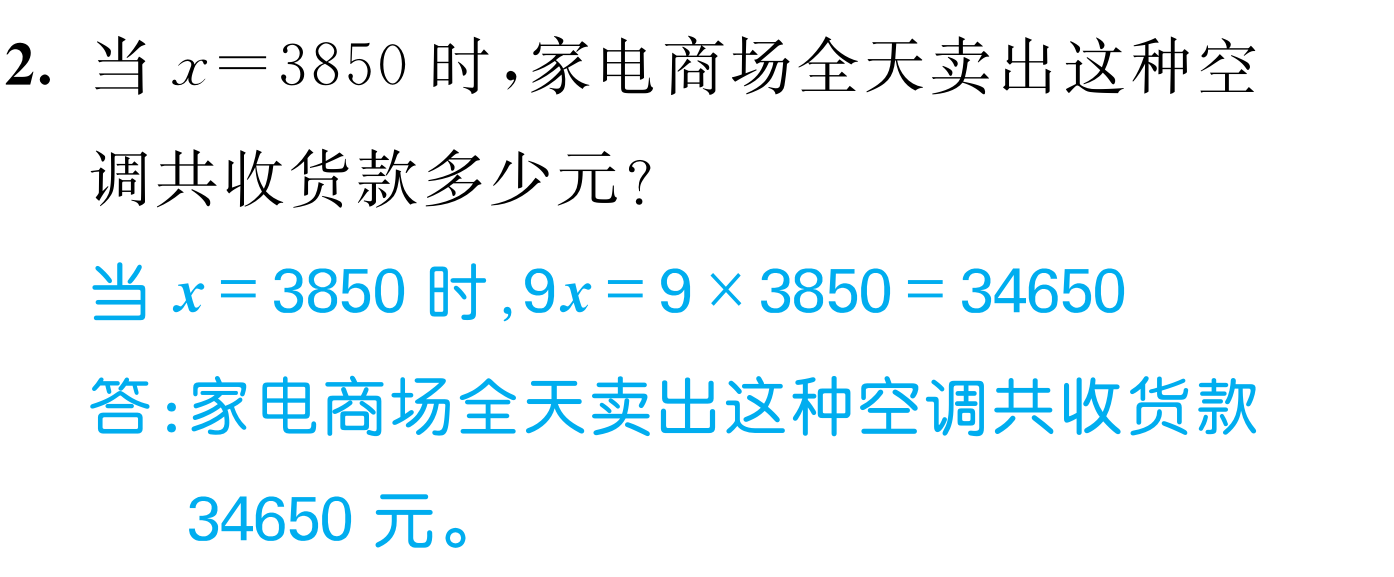 2. 当 x=3850 时,家电商场全天卖出这种空
调共收货款多少元?
当 x=3850 时,9x=9×3850=34650
答:家电商场全天卖出这种空调共收货款
34650 元。